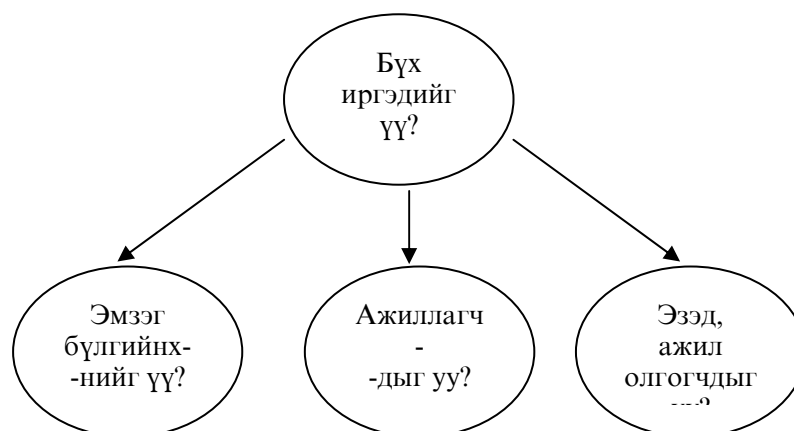 Бүх
иргэдийг
үү?
Эмзэг
бүлгийнх-
-нийг үү?
Ажиллагч
-
-дыг уу?
Эзэд,
ажил
олгогчдыг